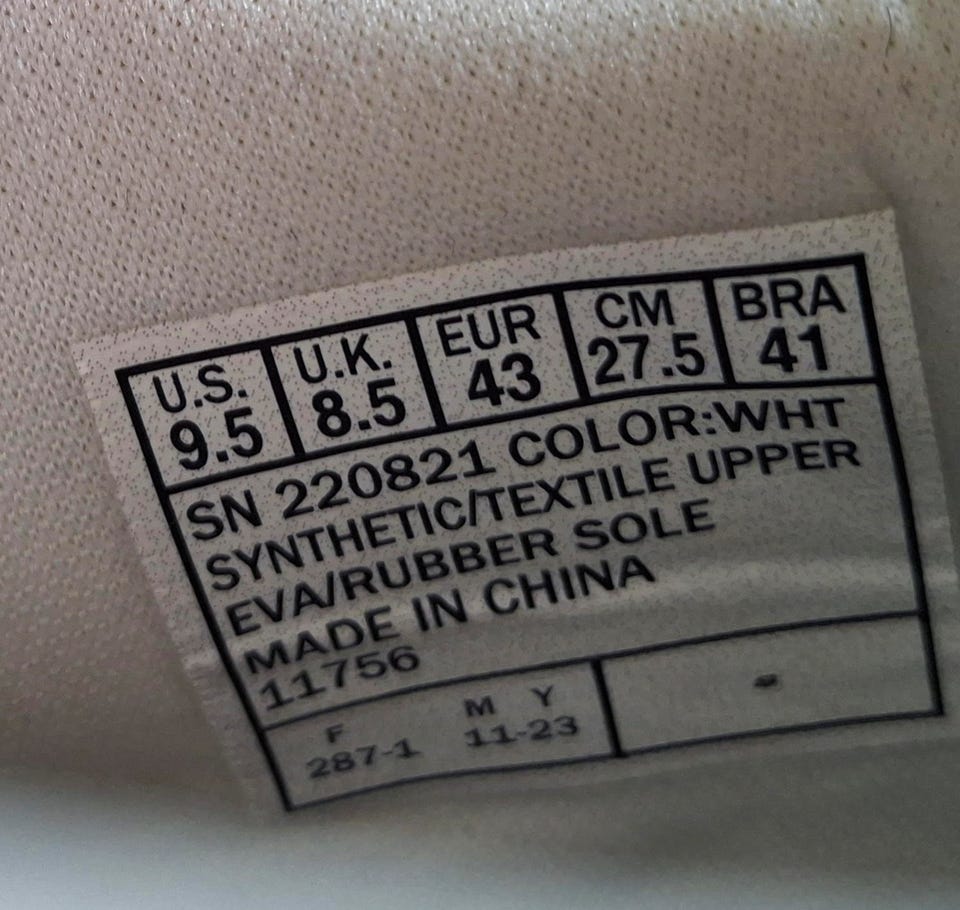 U.S. U.K. EUR CM BRA
9.5 8.5 43 27.5 41
SN 220821 COLOR:WHT
SYNTHETIC/TEXTILE UPPER
EVA/RUBBER SOLE
MADE IN CHINA
11756
F M Y
287-1 11-23 -